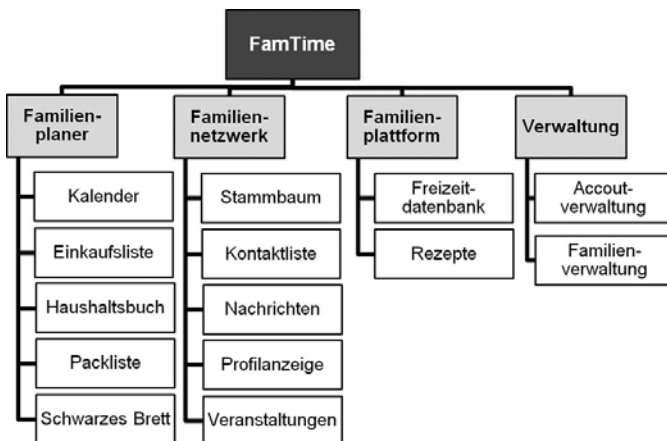 FamTime
Familien-
planer
Kalender
Einkaufsliste
Haushaltsbuch
Packliste
Schwarzes Brett
Familien-
netzwerk
Stammbaum
Kontaktliste
Nachrichten
Profilanzeige
Veranstaltungen
Familien-
plattform
Freizeit-
datenbank
Rezepte
Verwaltung
Accout-
verwaltung
Familien-
verwaltung